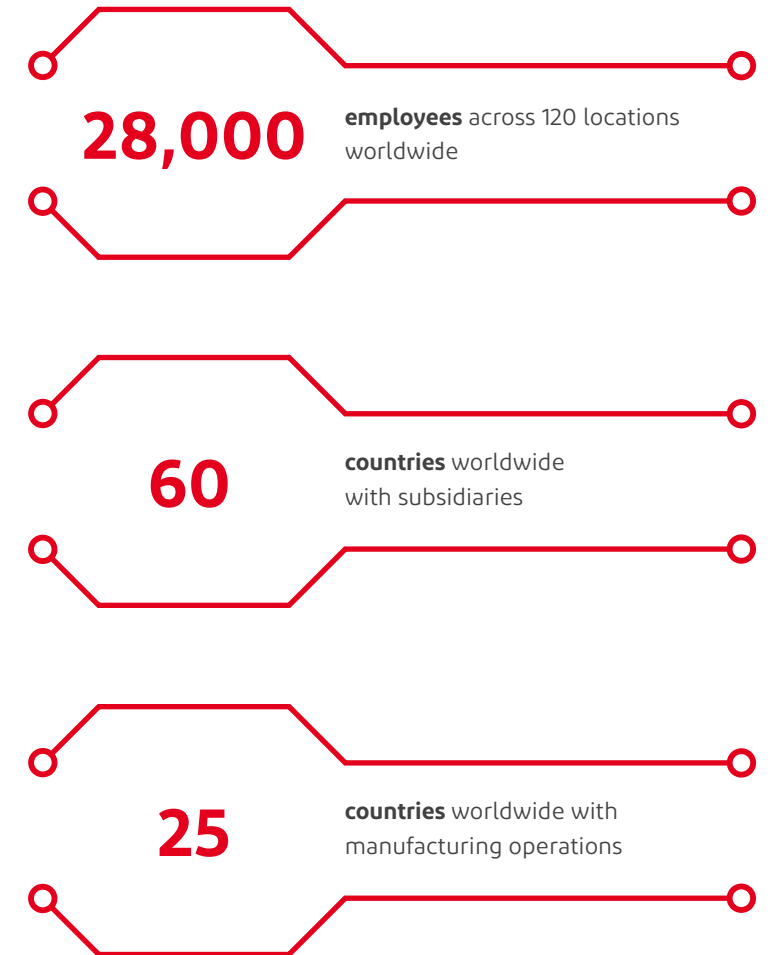 28,000
employees across 120 locations
worldwide
60
countries worldwide
with subsidiaries
25
countries worldwide with
manufacturing operations